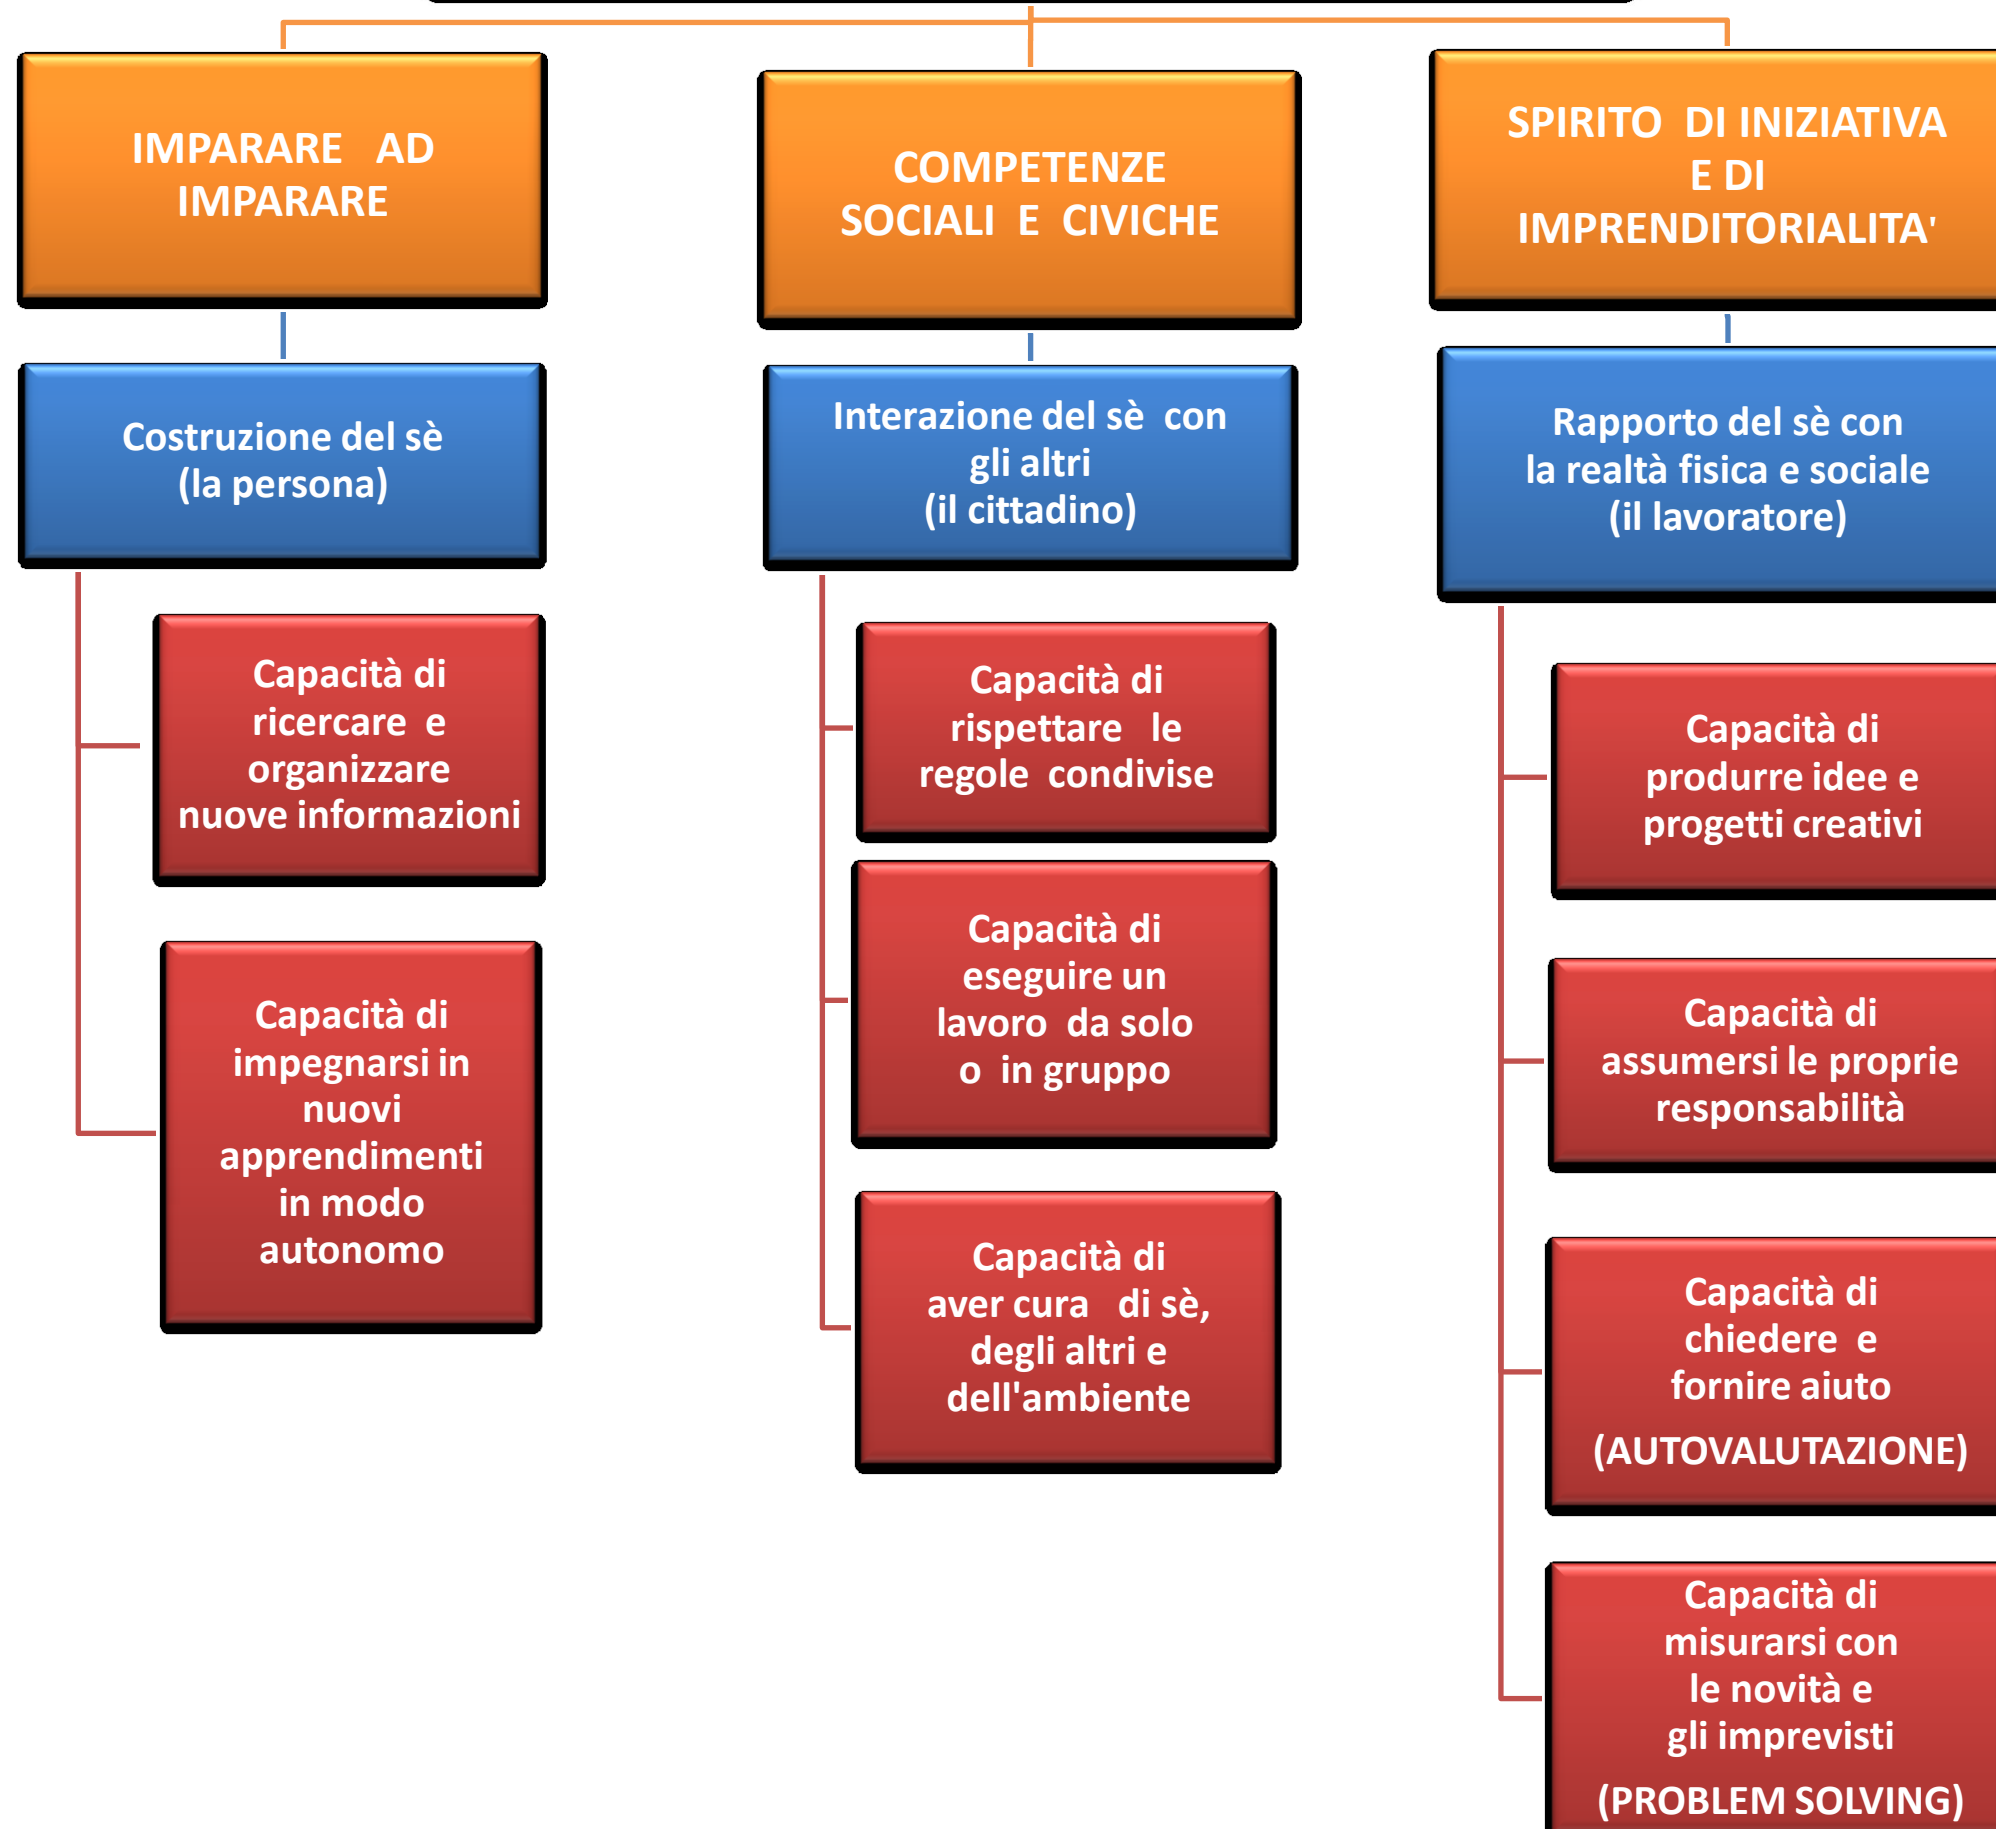 IMPARARE AD
IMPARARE
Costruzione del sè
(la persona)
Capacità di
ricercare e
organizzare
nuove informazioni
Capacità di
impegnarsi in
nuovi
apprendimenti
in modo
autonomo
COMPETENZE
SOCIALI E CIVICHE
Interazione del sè con
gli altri
(il cittadino)
Capacità di
rispettare le
regole condivise
Capacità di
eseguire un
lavoro da solo
o in gruppo
Capacità di
aver cura di sè,
degli altri e
dell'ambiente
SPIRITO DI INIZIATIVA
E DI
IMPRENDITORIALITA'
Rapporto del sè con
la realtà fisica e sociale
(il lavoratore)
Capacità di
produrre idee e
progetti creativi
Capacità di
assumersi le proprie
responsabilità
Capacità di
chiedere e
fornire aiuto
(AUTOVALUTAZIONE)
Capacità di
misurarsi con
le novità e
gli imprevisti
(PROBLEM SOLVING)